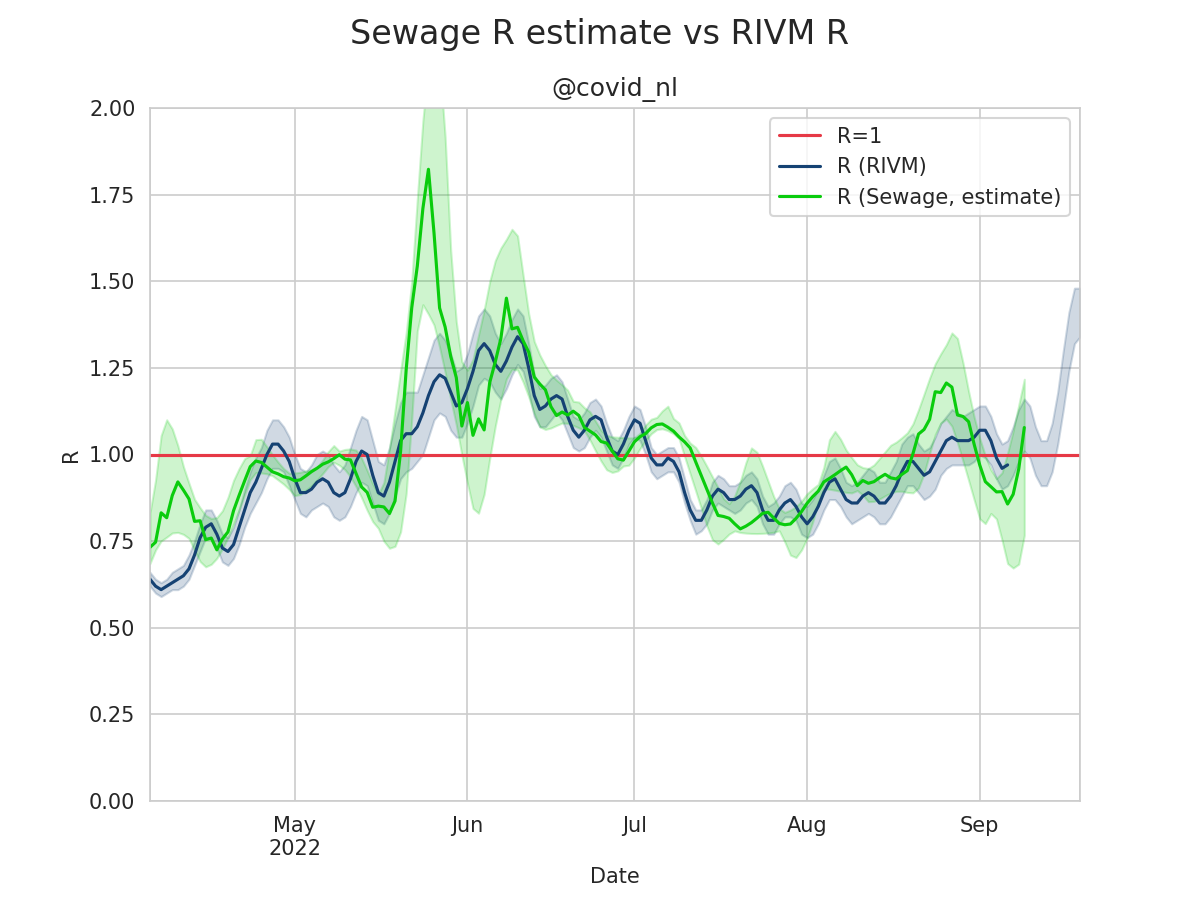 Sewage R estimate vs RIVM R
@covid_nl
R=1
R (RIVM)
R (Sewage, estimate)
2.00
1.75
1.50
1.25
1.00
0.75
0.50
0.25
0.00
R
May Jun Jul Aug Sep
2022
Date